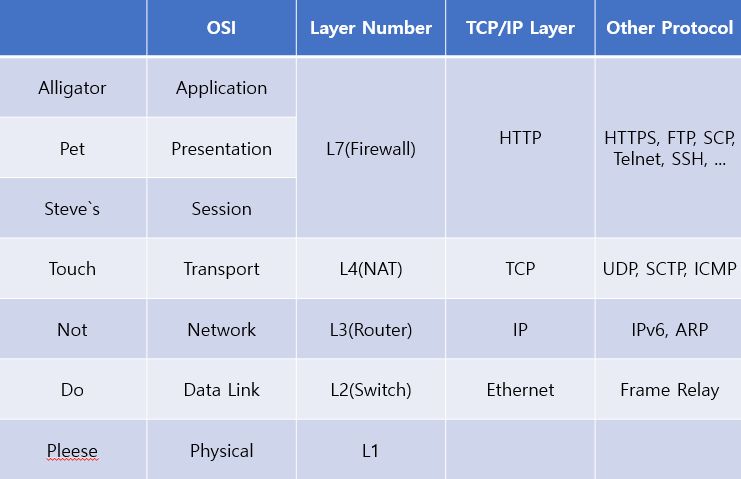 OSI Layer Number TCP/IP Layer Other Protocol
Alligator Application
Pet Presentation L7(Firewall) HTTP HTTPS, FTP, SCP,
Telnet, SSH, ...
Steve`s Session
Touch Transport L4(NAT) TCP UDP, SCTP, ICMP
Not Network L3(Router) IP IPv6, ARP
Do Data Link L2(Switch) Ethernet Frame Relay
Pleese Physical L1